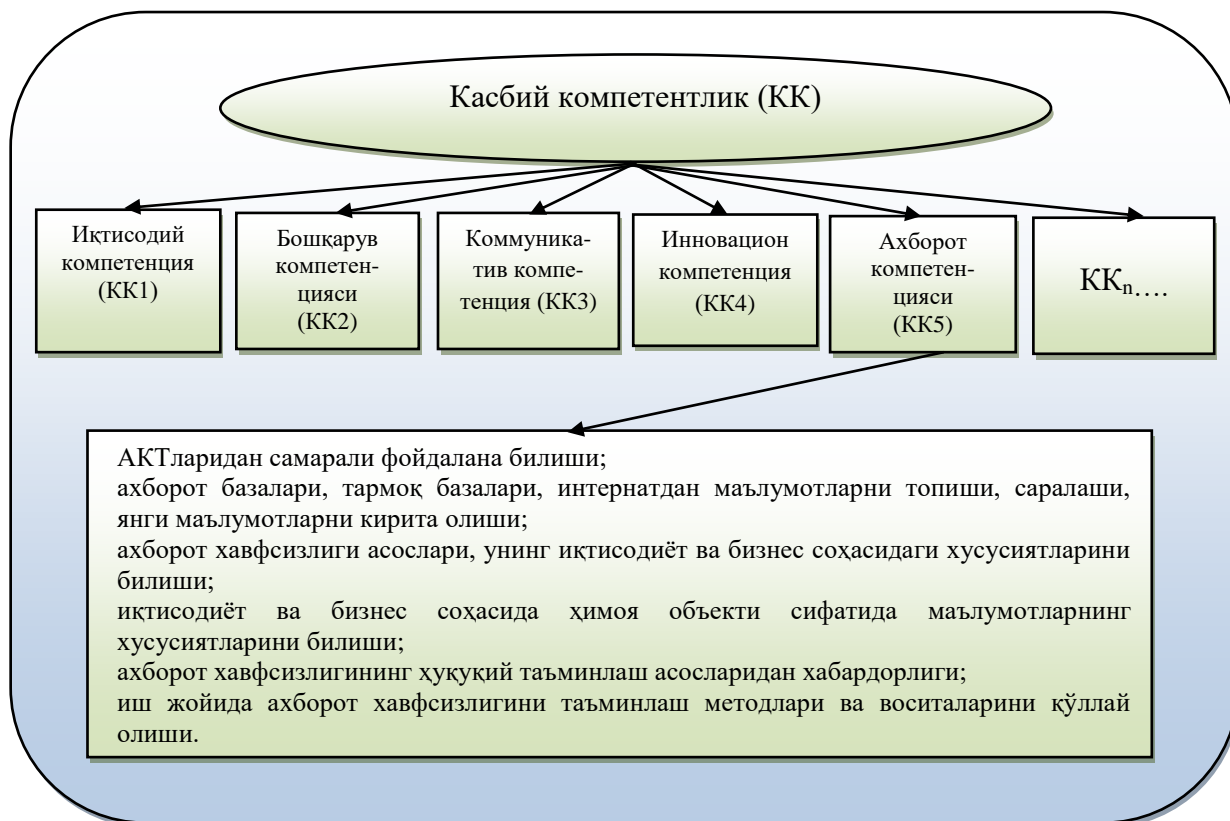 Касбий компетентлик (КК)
Иқтисодий
компетенция
(КК1)
Бошқарув
компетен-
цияси
(КК2)
Коммуника-
тив компе-
тенция (КК3)
Инновацион
компетенция
(КК4)
Ахборот
компетен-
цияси
(КК5)
ККn….
АКТларидан самарали фойдалана билиши;
ахборот базалари, тармоқ базалари, интернатдан маълумотларни топиши, саралаши,
янги маълумотларни кирита олиши;
ахборот хавфсизлиги асослари, унинг иқтисодиёт ва бизнес соҳасидаги хусусиятларини
билиши;
иқтисодиёт ва бизнес соҳасида ҳимоя объекти сифатида маълумотларнинг
хусусиятларини билиши;
ахборот хавфсизлигининг ҳуқуқий таъминлаш асосларидан хабардорлиги;
иш жойида ахборот хавфсизлигини таъминлаш методлари ва воситаларини қўллай
олиши.